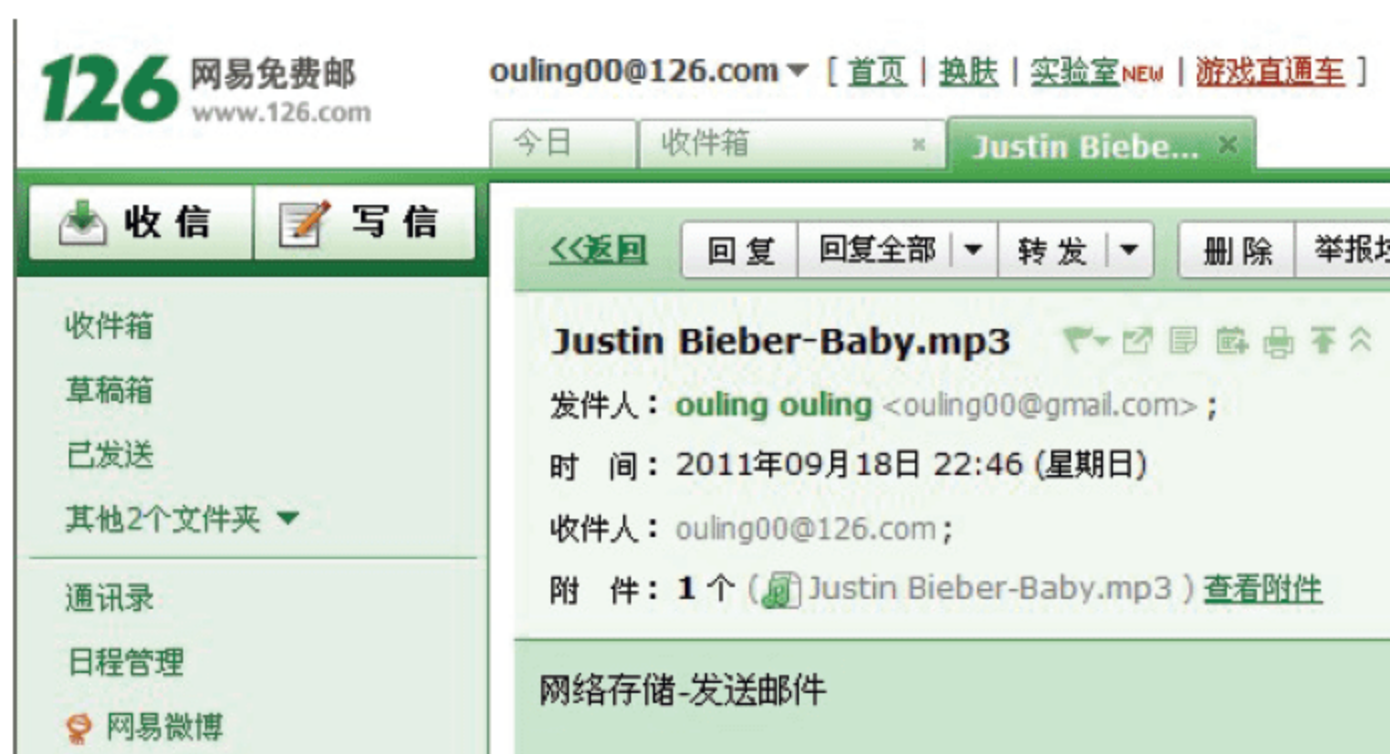 126 网易免费邮
www.126.com
ouling00@126.com [ 首页 | 换肤 | 实验室NEW | 游戏直通车 ]
今日 收件箱 Justin Biebe...
收信 写信
<<返回 回复 回复全部 转发 删除 举报
收件箱
草稿箱
已发送
其他2个文件夹
通讯录
日程管理
网易微博
Justin Bieber-Baby.mp3
发件人：ouling ouling <ouling00@gmail.com>;
时 间：2011年09月18日 22:46 (星期日)
收件人：ouling00@126.com;
附 件：1 个 ( Justin Bieber-Baby.mp3 ) 查看附件
网络存储-发送邮件